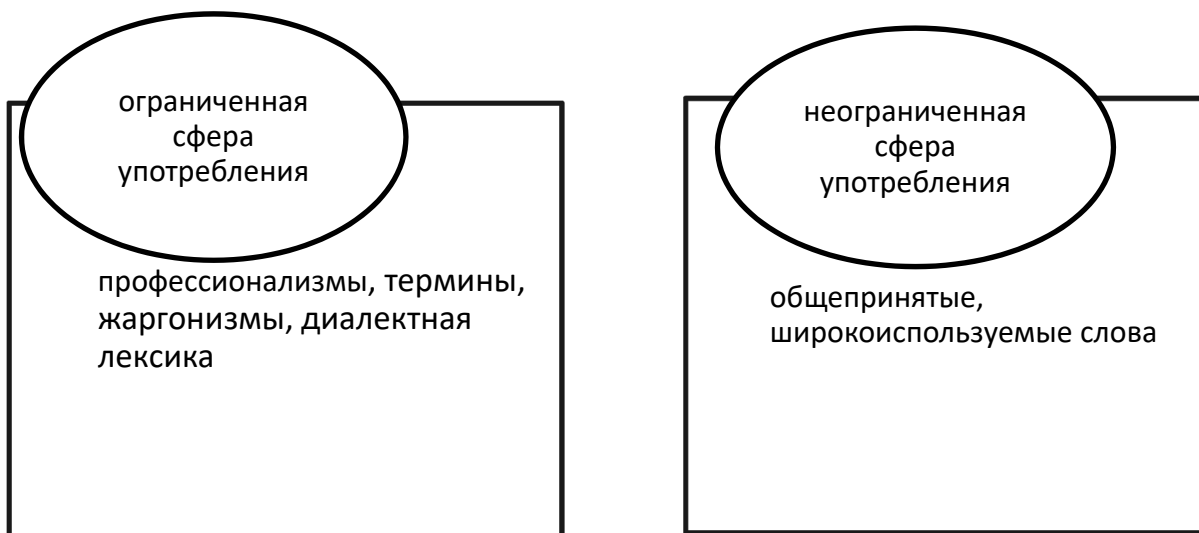 ограниченная
сфера
употребления
профессионализмы, термины,
жаргонизмы, диалектная
лексика
неограниченная
сфера
употребления
общепринятые,
широкоиспользуемые слова